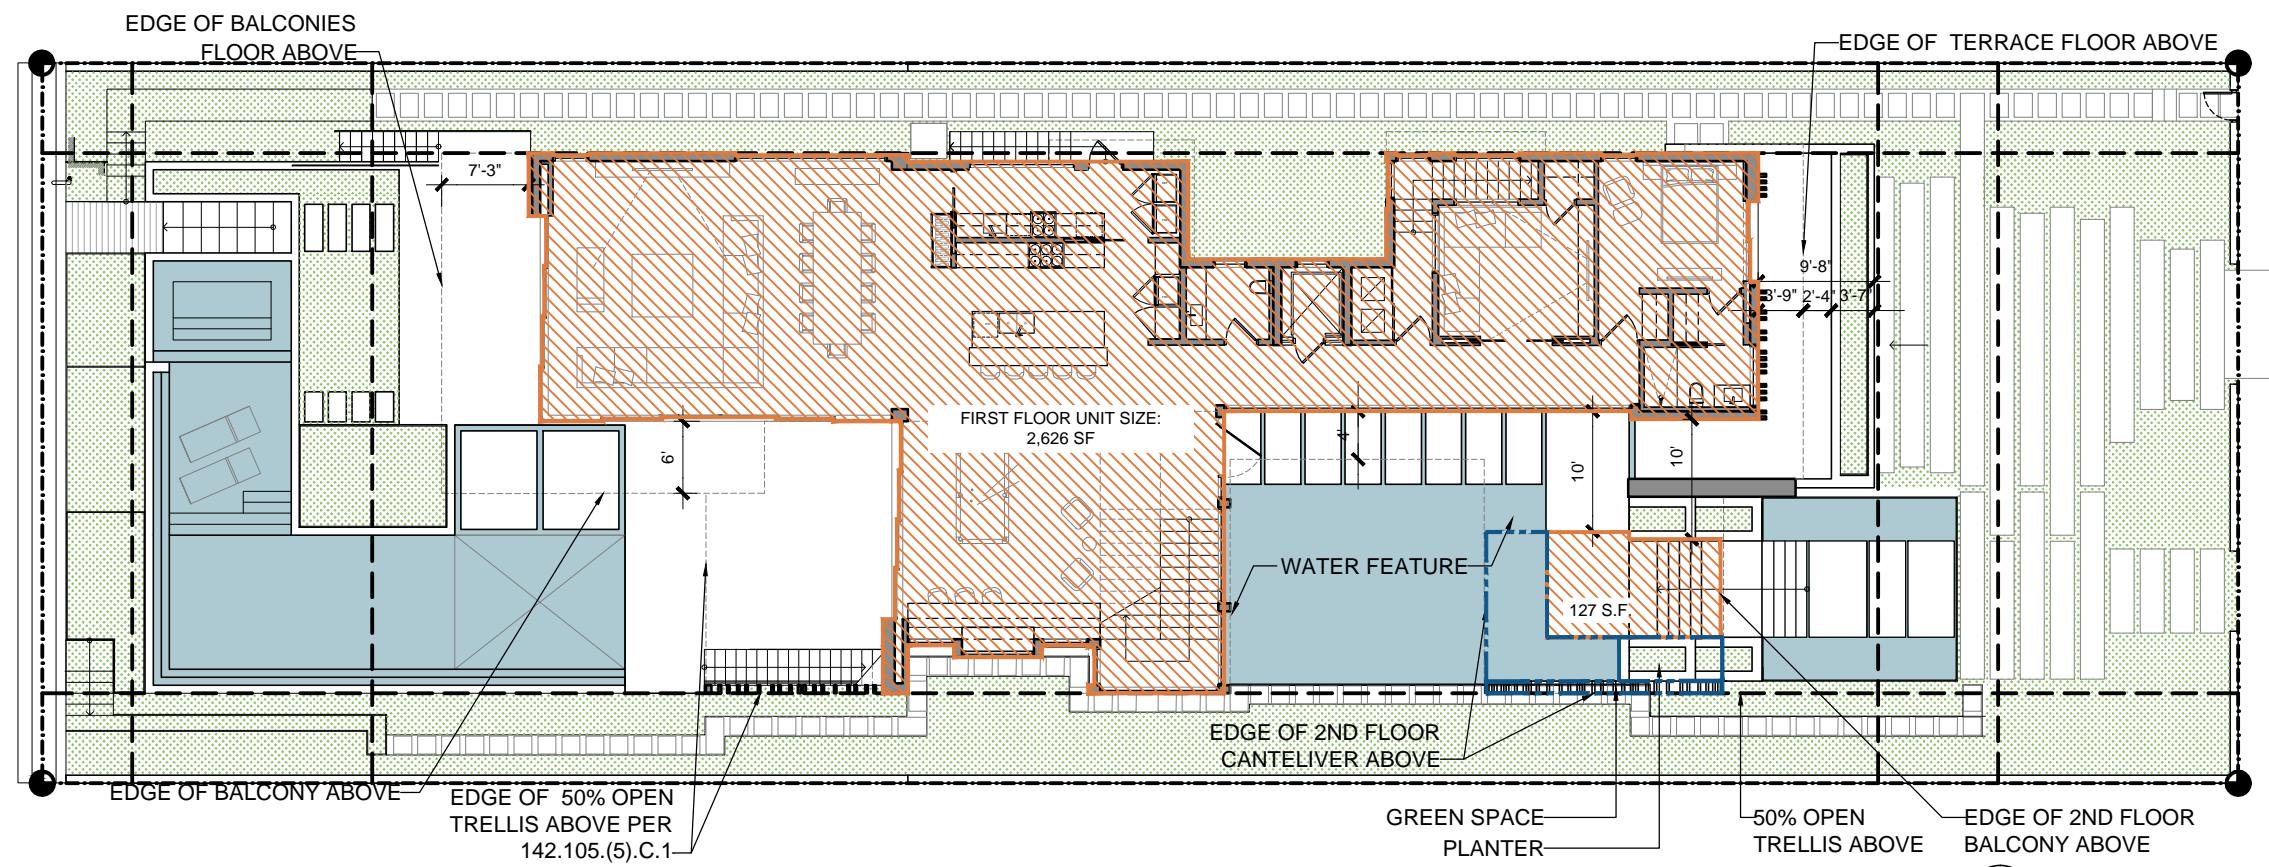 EDGE OF BALCONIES
FLOOR ABOVE
EDGE OF TERRACE FLOOR ABOVE
7'-3"
9'-8"
3'-9" 2'-4" 3'-7"
FIRST FLOOR UNIT SIZE:
2,626 SF
6'
4'
10'
10'
WATER FEATURE
127 S.F.
EDGE OF 2ND FLOOR
CANTELIVER ABOVE
EDGE OF BALCONY ABOVE
EDGE OF 50% OPEN
TRELLIS ABOVE PER
142.105.(5).C.1
GREEN SPACE
PLANTER
50% OPEN
TRELLIS ABOVE
EDGE OF 2ND FLOOR
BALCONY ABOVE